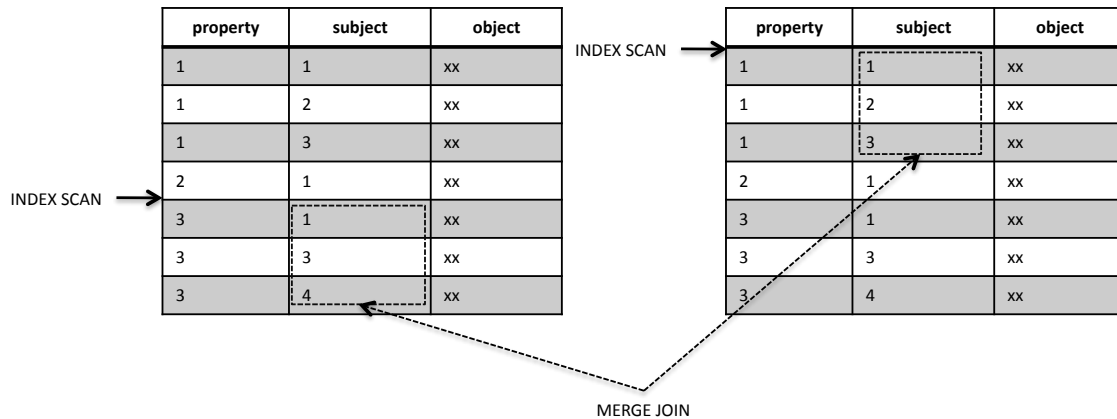 property subject object
1 1 xx
1 2 xx
1 3 xx
2 1 xx
3 1 xx
3 3 xx
3 4 xx
INDEX SCAN
INDEX SCAN
property subject object
1 1 xx
1 2 xx
1 3 xx
2 1 xx
3 1 xx
3 3 xx
3 4 xx
MERGE JOIN